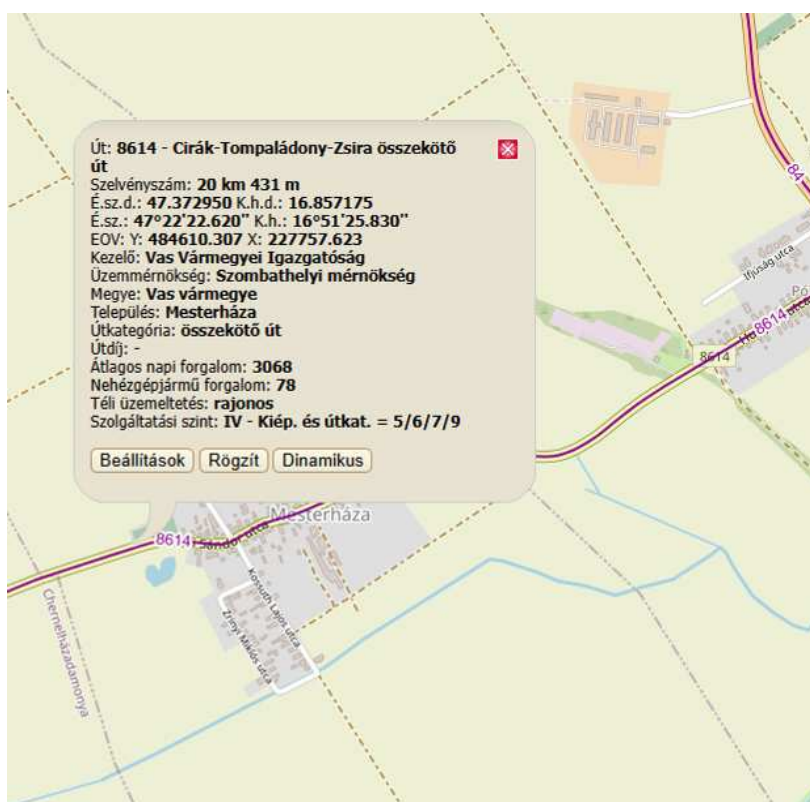 Út: 8614 - Cirák-Tompaládony-Zsira összekötő
út
Szelvényszám: 20 km 431 m
É.sz.d.: 47.372950 K.h.d.: 16.857175
É.sz.: 47°22'22.620" K.h.: 16°51'25.830"
EOV: Y: 484610.307 X: 227757.623
Kezelő: Vas Vármegyei Igazgatóság
Üzemmérnökség: Szombathelyi mérnökség
Megye: Vas vármegye
Település: Mesterháza
Útkategória: összekötő út
Útdíj: -
Átlagos napi forgalom: 3068
Nehézgépjármű forgalom: 78
Téli üzemeltetés: rajonos
Szolgáltatási szint: IV - Kiép. és útkat. = 5/6/7/9
Beállítások Rögzít Dinamikus
84
Ifjúság utca
8614
utca
8614
Mesterháza
8614
Sándor utca
Kossuth Lajos utca
Zrínyi Miklós utca
Chernelházadamonya